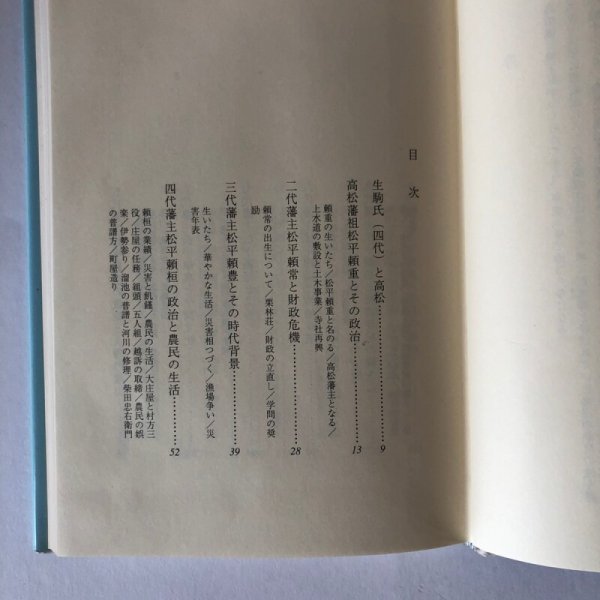 目次
生駒氏（四代）と高松…………9
高松藩祖松平頼重とその政治…………13
頼重の生いたち／松平頼重と名のる／高松藩主となる／
上水道の敷設と土木事業／寺社再興
二代藩主松平頼常と財政危機…………28
頼常の出生について／栗林荘／財政の立直し／学問の奨
励
三代藩主松平頼豊とその時代背景…………39
生いたち／華やかな生活／災害相つづく／漁場争い／災
害年表
四代藩主松平頼桓の政治と農民の生活…………52
頼桓の業績／災害と飢饉／農民の生活／大庄屋と村方三
役／庄屋の任務／組頭／五人組／越訴の取締／農民の娯
楽／伊勢参り／溜池の普請と河川の修理／柴田忠右衛門
の普請方／町屋造り